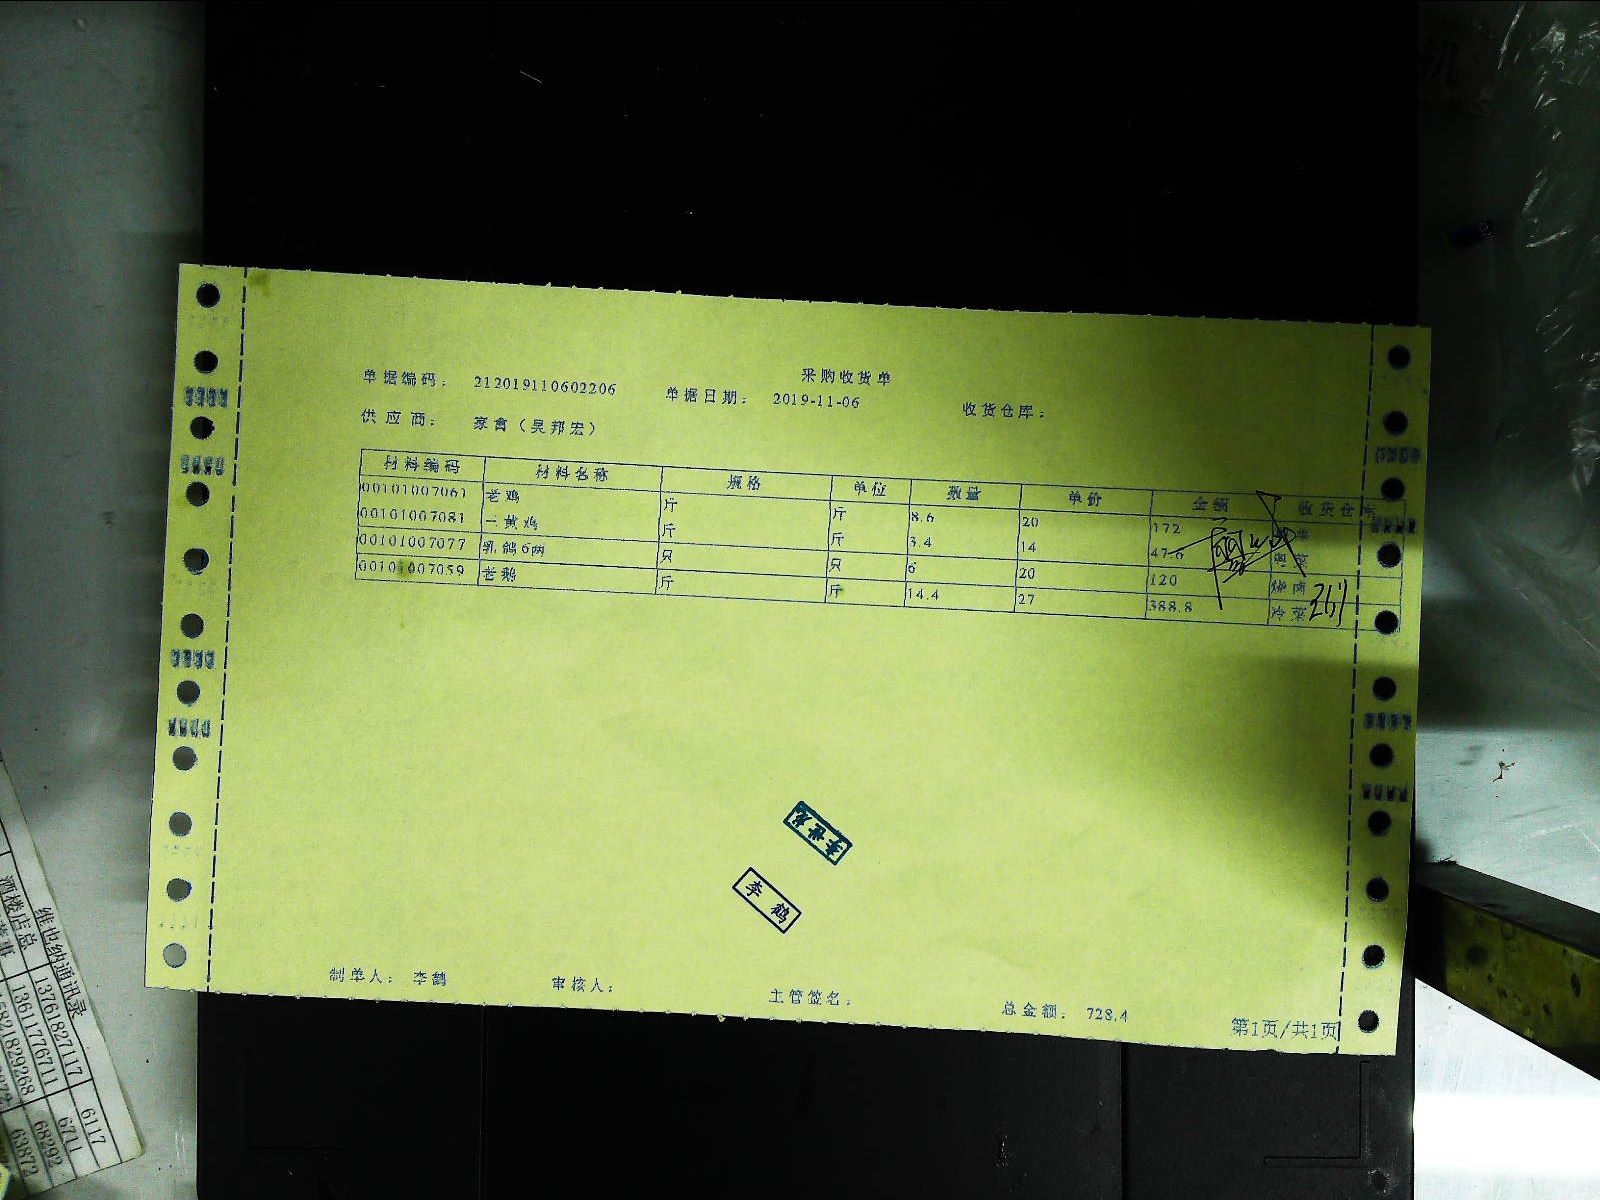 采购收货单
单据编码： 212019110602206 单据日期： 2019-11-06 收货仓库：
供应商： 家禽（吴邦宏）
材料编码 材料名称 规格 单位 数量 单价 金额 收货仓库
00101007061 老鸡 斤 斤 8.6 20 172
00101007081 三黄鸡 斤 斤 3.4 14 47.6
00101007077 乳鸽6两 只 只 6 20 120 烧卤
00101007059 老鹅 斤 斤 14.4 27 388.8 冷菜
李鹤
制单人： 李鹤 审核人： 主管签名： 总金额： 728.4
第1页/共1页
维也纳通讯录
酒楼店总 13761827117 6117
13611776711 6711
15821829268 68292
63872